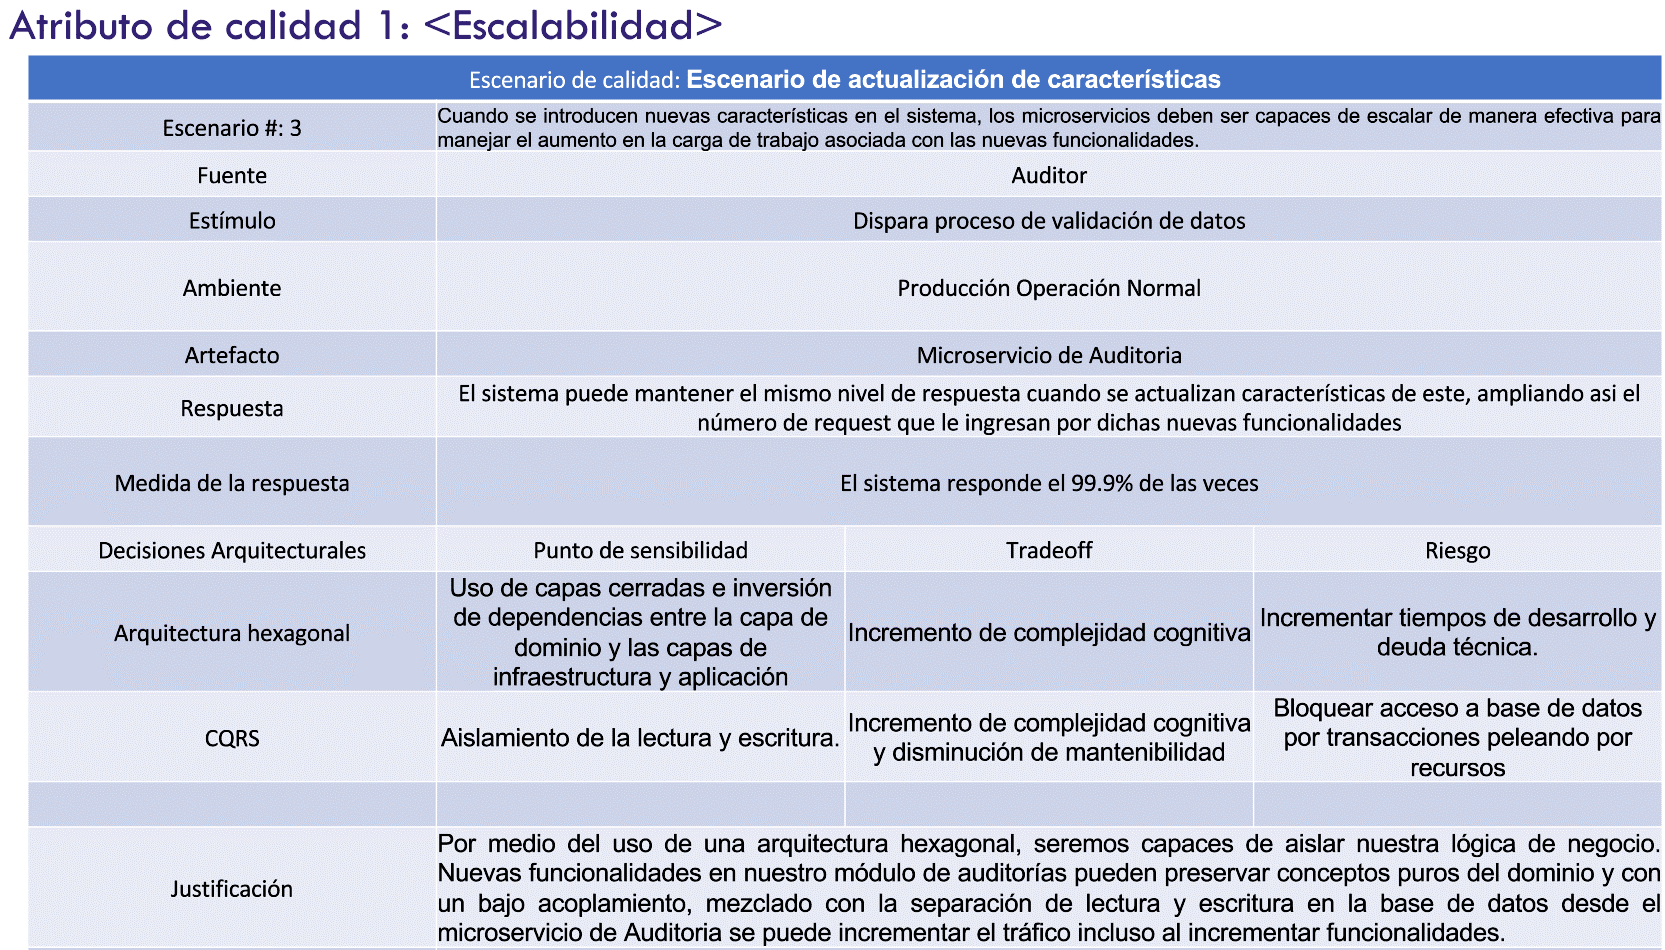 Atributo de calidad 1: <Escalabilidad>
Escenario de calidad: Escenario de actualización de características
Escenario #: 3
Cuando se introducen nuevas características en el sistema, los microservicios deben ser capaces de escalar de manera efectiva para
manejar el aumento en la carga de trabajo asociada con las nuevas funcionalidades.
Fuente
Auditor
Estímulo
Dispara proceso de validación de datos
Ambiente
Producción Operación Normal
Artefacto
Microservicio de Auditoria
Respuesta
El sistema puede mantener el mismo nivel de respuesta cuando se actualizan características de este, ampliando asi el
número de request que le ingresan por dichas nuevas funcionalidades
Medida de la respuesta
El sistema responde el 99.9% de las veces
Decisiones Arquitecturales
Punto de sensibilidad
Tradeoff
Riesgo
Arquitectura hexagonal
Uso de capas cerradas e inversión
de dependencias entre la capa de
dominio y las capas de
infraestructura y aplicación
Incremento de complejidad cognitiva
Incrementar tiempos de desarrollo y
deuda técnica.
CQRS
Aislamiento de la lectura y escritura.
Incremento de complejidad cognitiva
y disminución de mantenibilidad
Bloquear acceso a base de datos
por transacciones peleando por
recursos
Justificación
Por medio del uso de una arquitectura hexagonal, seremos capaces de aislar nuestra lógica de negocio.
Nuevas funcionalidades en nuestro módulo de auditorías pueden preservar conceptos puros del dominio y con
un bajo acoplamiento, mezclado con la separación de lectura y escritura en la base de datos desde el
microservicio de Auditoria se puede incrementar el tráfico incluso al incrementar funcionalidades.